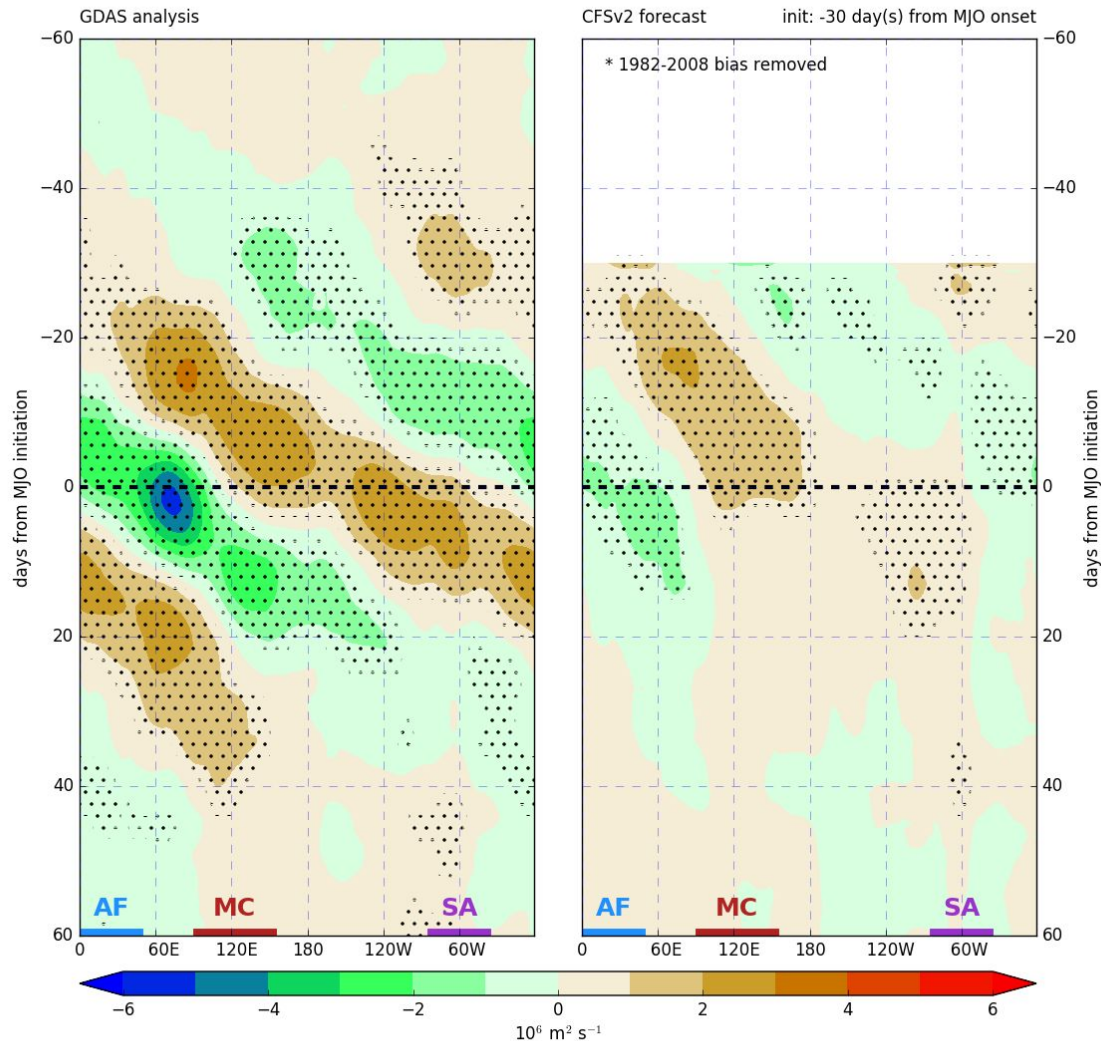 GDAS analysis
CFSv2 forecast init: -30 day(s) from MJO onset
* 1982-2008 bias removed
−60 −60
−40 −40
−20 −20
0 0
20 20
40 40
60 60
days from MJO initiation
days from MJO initiation
AF MC SA
AF MC SA
0 60E 120E 180 120W 60W
0 60E 120E 180 120W 60W
−6 −4 −2 0 2 4 6
10⁶ m² s⁻¹